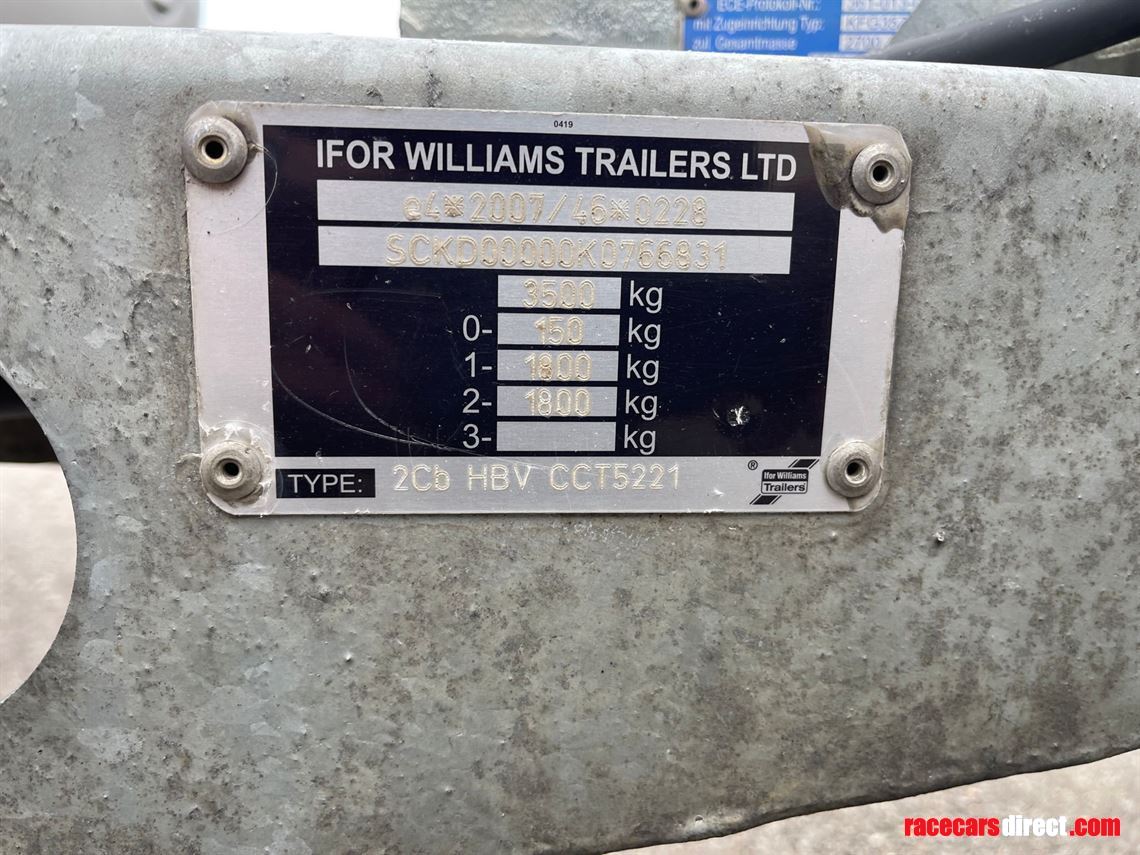 ECE-Protokoll-Nr.:
mit Zugeinrichtung Typ:
zul. Gesamtmasse
0419
IFOR WILLIAMS TRAILERS LTD
e4*2007/46*0228
SCKD00000K0766831
3500 kg
0- 150 kg
1- 1800 kg
2- 1800 kg
3- kg
TYPE: 2Cb HBV CCT5221
®
Ifor Williams
Trailers
racecarsdirect.com